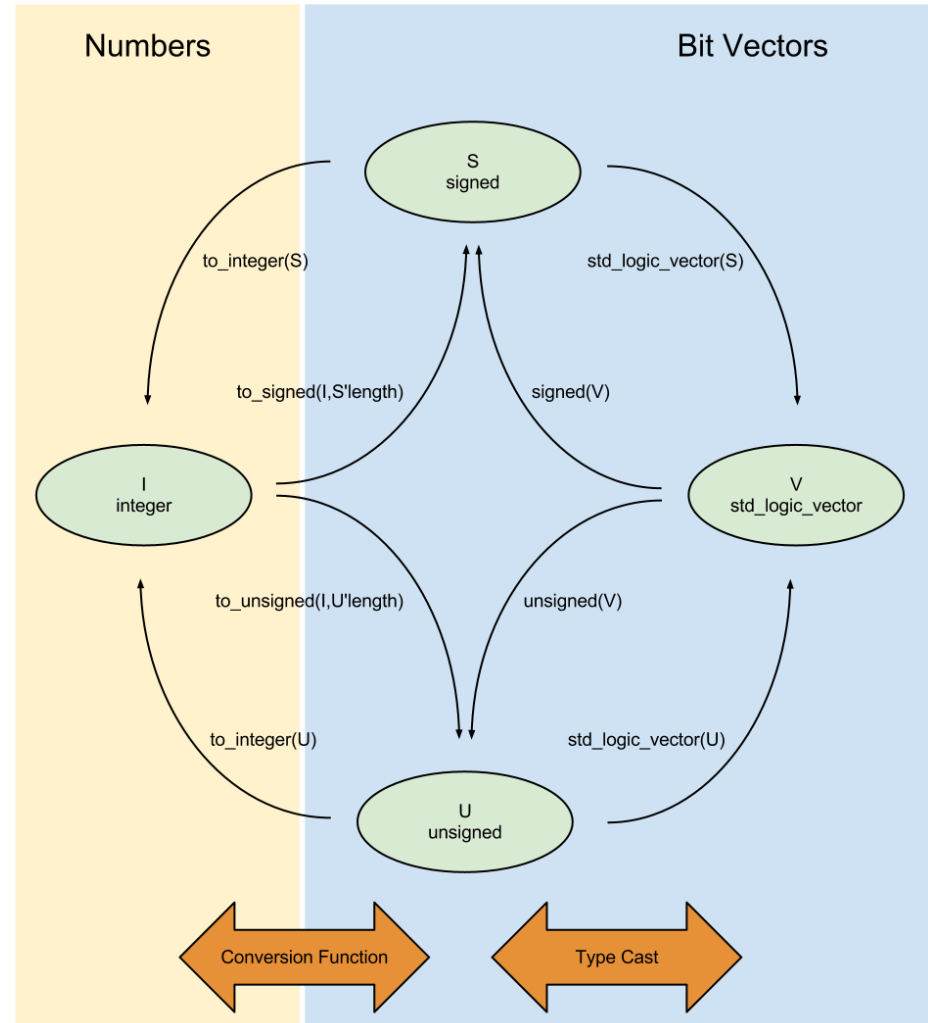 Numbers
Bit Vectors
S
signed
to_integer(S)
std_logic_vector(S)
to_signed(I,S'length)
signed(V)
I
integer
V
std_logic_vector
to_unsigned(I,U'length)
unsigned(V)
to_integer(U)
std_logic_vector(U)
U
unsigned
Conversion Function
Type Cast